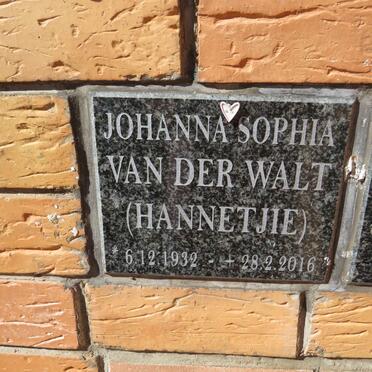 JOHANNA SOPHIA
VAN DER WALT
(HANNETJIE)
* 6.12.1932 - + 28.2.2016